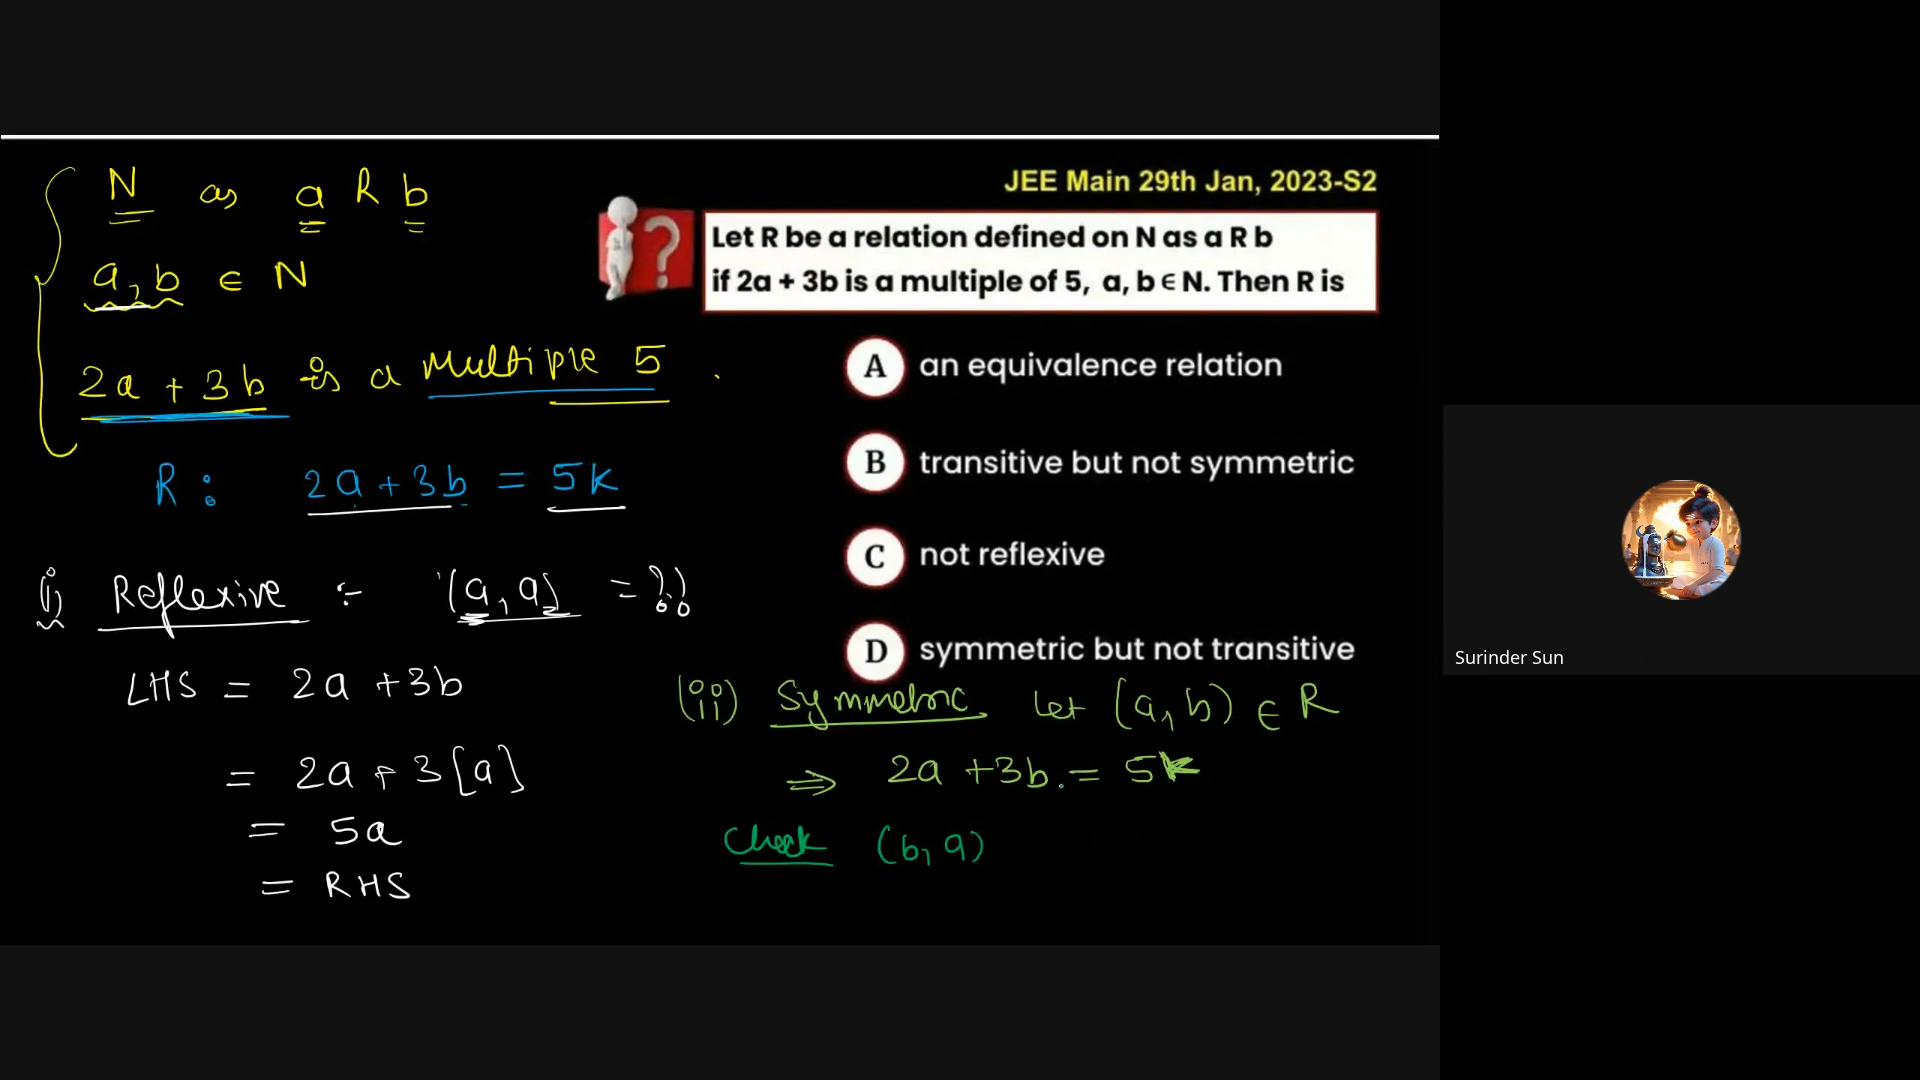 N as a R b
a, b ∈ N
2a + 3b is a multiple 5 .
R : 2a + 3b = 5k
(i) Reflexive :- (a, a) = ??
LHS = 2a + 3b
= 2a + 3[a]
= 5a
= RHS
JEE Main 29th Jan, 2023-S2
?
Let R be a relation defined on N as a R b
if 2a + 3b is a multiple of 5, a, b ∈ N. Then R is
A an equivalence relation
B transitive but not symmetric
C not reflexive
D symmetric but not transitive
(ii) Symmetric Let (a, b) ∈ R
⇒ 2a + 3b = 5k
Check (b, a)
Surinder Sun